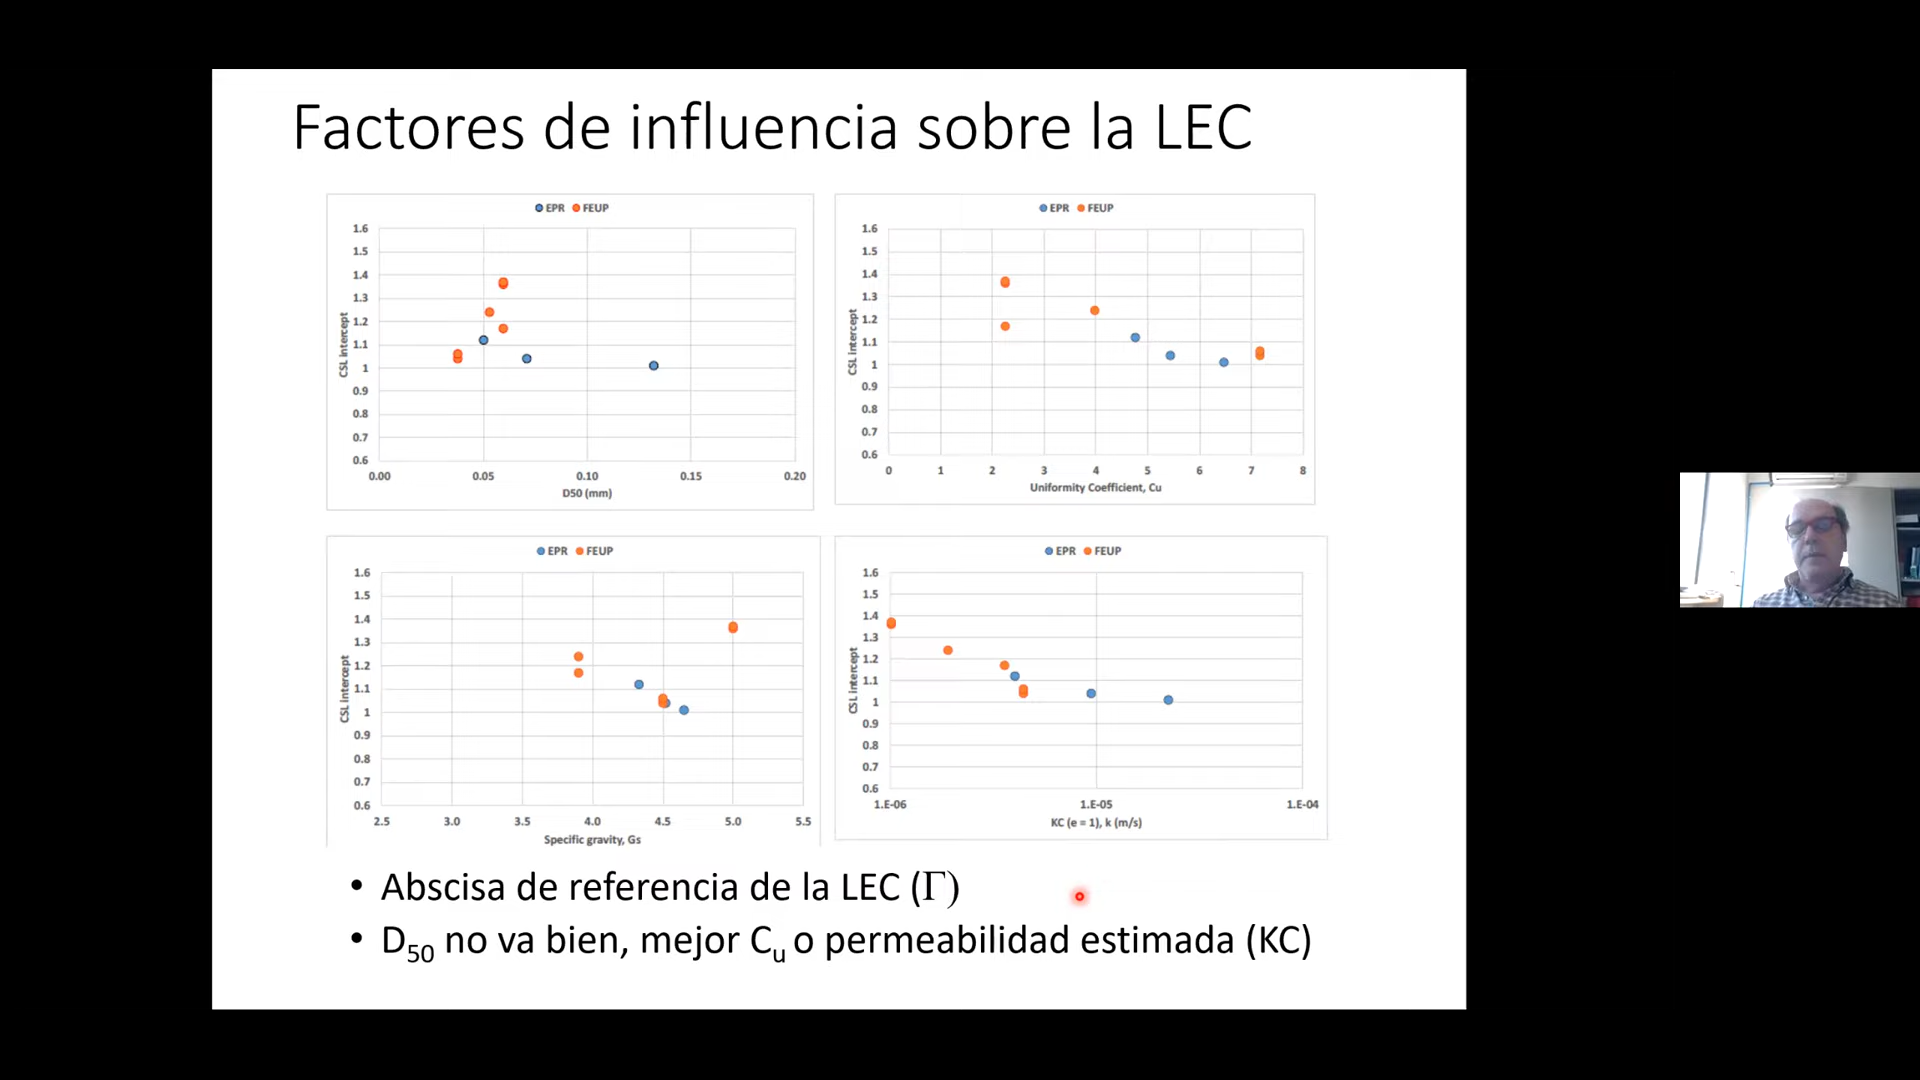 Factores de influencia sobre la LEC
EPR FEUP
1.6
1.5
1.4
1.3
1.2
1.1
1
0.9
0.8
0.7
0.6
CSL intercept
0.00 0.05 0.10 0.15 0.20
D50 (mm)
EPR FEUP
1.6
1.5
1.4
1.3
1.2
1.1
1
0.9
0.8
0.7
0.6
CSL intercept
0 1 2 3 4 5 6 7 8
Uniformity Coefficient, Cu
EPR FEUP
1.6
1.5
1.4
1.3
1.2
1.1
1
0.9
0.8
0.7
0.6
CSL intercept
2.5 3.0 3.5 4.0 4.5 5.0 5.5
Specific gravity, Gs
EPR FEUP
1.6
1.5
1.4
1.3
1.2
1.1
1
0.9
0.8
0.7
0.6
CSL intercept
1.E-06 1.E-05 1.E-04
KC (e = 1), k (m/s)
• Abscisa de referencia de la LEC (Γ)
• D50 no va bien, mejor Cu o permeabilidad estimada (KC)